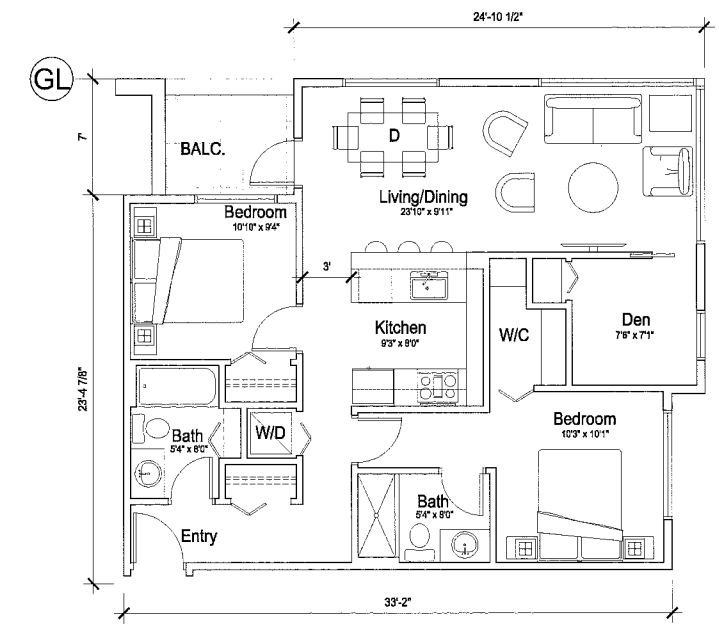 24'-10 1/2"
GL
7'
BALC.
D
Living/Dining
23'10" x 9'11"
Bedroom
10'10" x 9'4"
3'
Kitchen
9'3" x 8'0"
W/C
Den
7'6" x 7'1"
23'-4 7/8"
Bath
5'4" x 8'0"
W/D
Bedroom
10'3" x 10'1"
Bath
5'4" x 8'0"
Entry
33'-2"